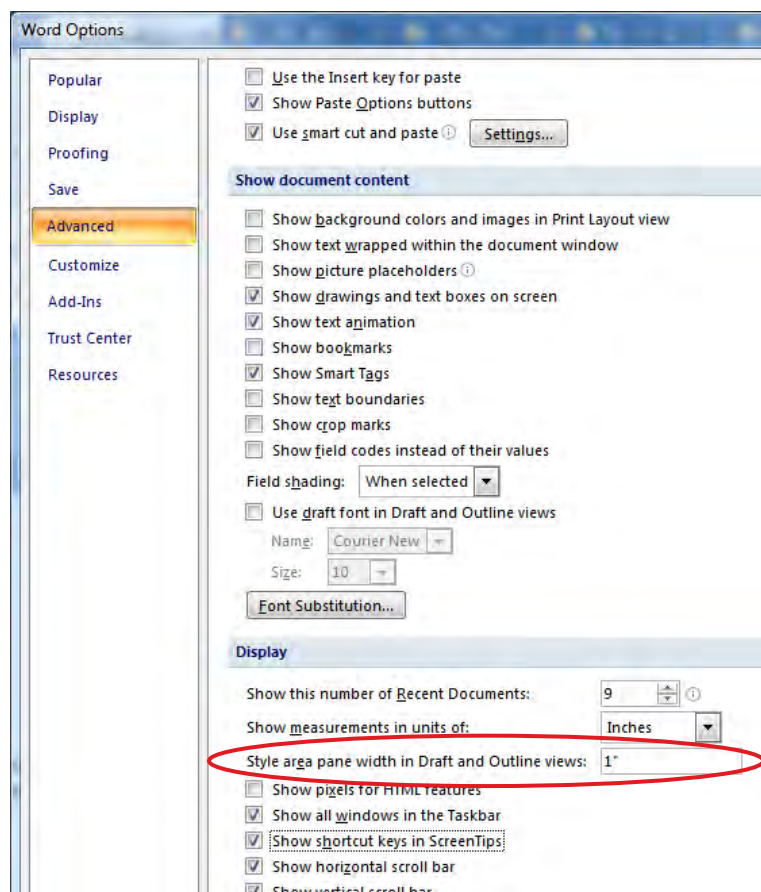 Word Options
Popular
Display
Proofing
Save
Advanced
Customize
Add-Ins
Trust Center
Resources
Use the Insert key for paste
Show Paste Options buttons
Use smart cut and paste
Settings...
Show document content
Show background colors and images in Print Layout view
Show text wrapped within the document window
Show picture placeholders
Show drawings and text boxes on screen
Show text animation
Show bookmarks
Show Smart Tags
Show text boundaries
Show crop marks
Show field codes instead of their values
Field shading: When selected
Use draft font in Draft and Outline views
Name: Courier New
Size: 10
Font Substitution...
Display
Show this number of Recent Documents: 9
Show measurements in units of: Inches
Style area pane width in Draft and Outline views: 1"
Show pixels for HTML features
Show all windows in the Taskbar
Show shortcut keys in ScreenTips
Show horizontal scroll bar
Show vertical scroll bar